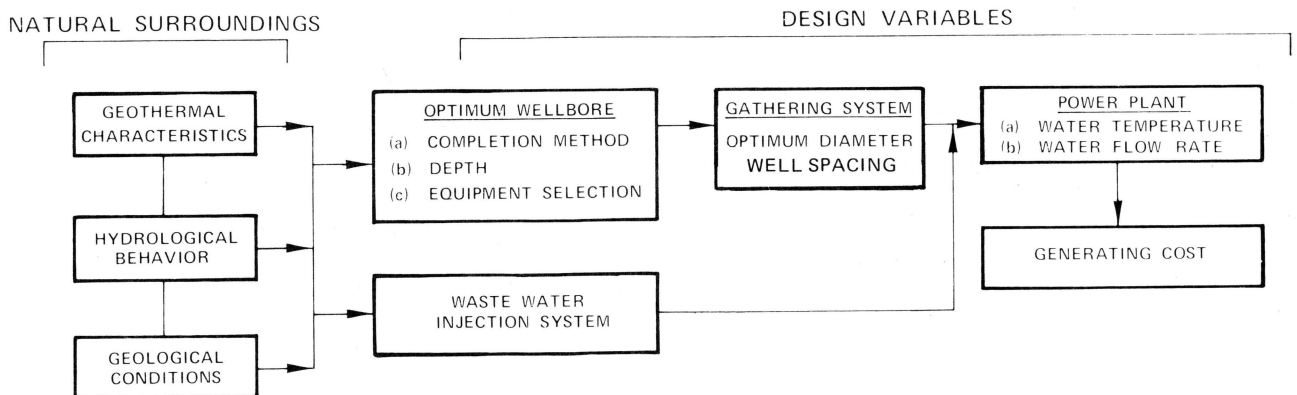 NATURAL SURROUNDINGS
DESIGN VARIABLES
GEOTHERMAL
CHARACTERISTICS
HYDROLOGICAL
BEHAVIOR
GEOLOGICAL
CONDITIONS
OPTIMUM WELLBORE
(a) COMPLETION METHOD
(b) DEPTH
(c) EQUIPMENT SELECTION
WASTE WATER
INJECTION SYSTEM
GATHERING SYSTEM
OPTIMUM DIAMETER
WELL SPACING
POWER PLANT
(a) WATER TEMPERATURE
(b) WATER FLOW RATE
GENERATING COST